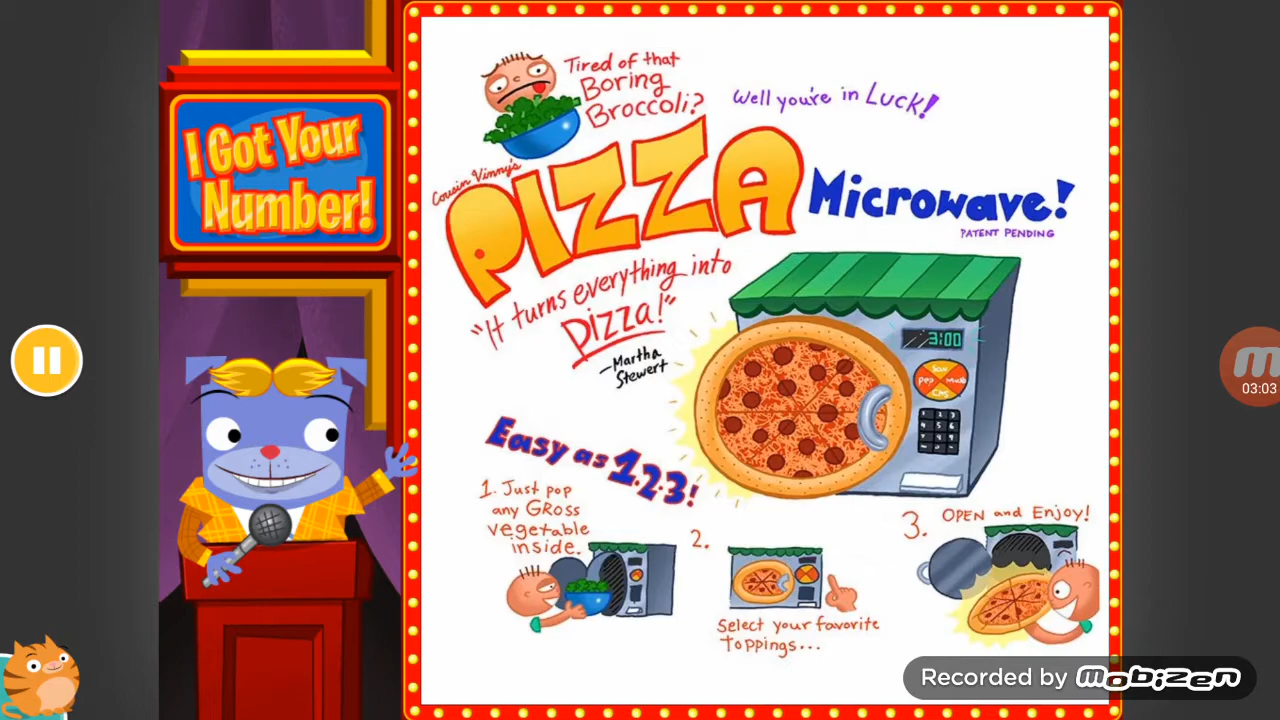 I Got Your
Number!
Tired of that
Boring
Broccoli?
Well you're in Luck!
Cousin Vinny's
PIZZA
Microwave!
PATENT PENDING
"It turns everything into
Pizza!"
—Martha
Stewert
3:00
Easy as 1.2.3!
1. Just pop
any GROSS
vegetable
inside.
2.
Select your favorite
toppings...
3. OPEN and Enjoy!
03:03
Recorded by mobizen